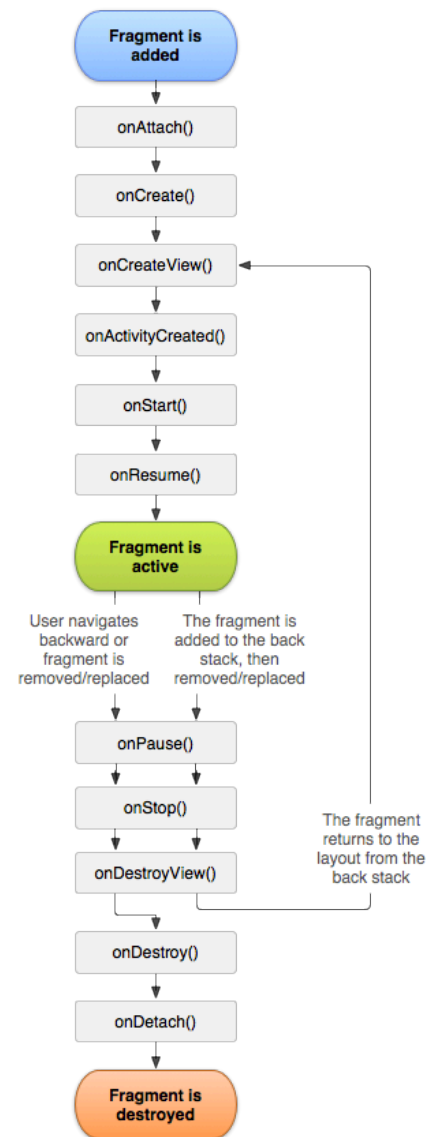 Fragment is
added
onAttach()
onCreate()
onCreateView()
onActivityCreated()
onStart()
onResume()
Fragment is
active
User navigates
backward or
fragment is
removed/replaced
The fragment is
added to the back
stack, then
removed/replaced
onPause()
onStop()
onDestroyView()
The fragment
returns to the
layout from the
back stack
onDestroy()
onDetach()
Fragment is
destroyed